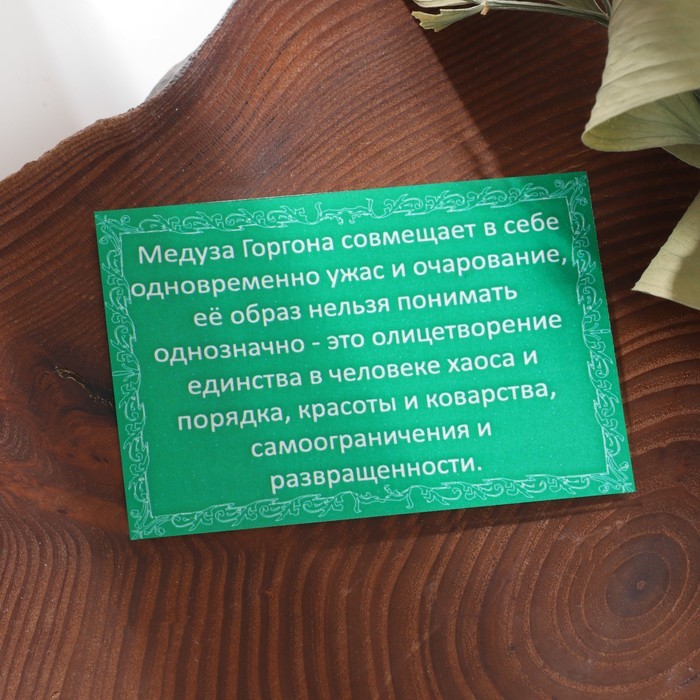 Медуза Горгона совмещает в себе
одновременно ужас и очарование,
её образ нельзя понимать
однозначно - это олицетворение
единства в человеке хаоса и
порядка, красоты и коварства,
самоограничения и
развращенности.